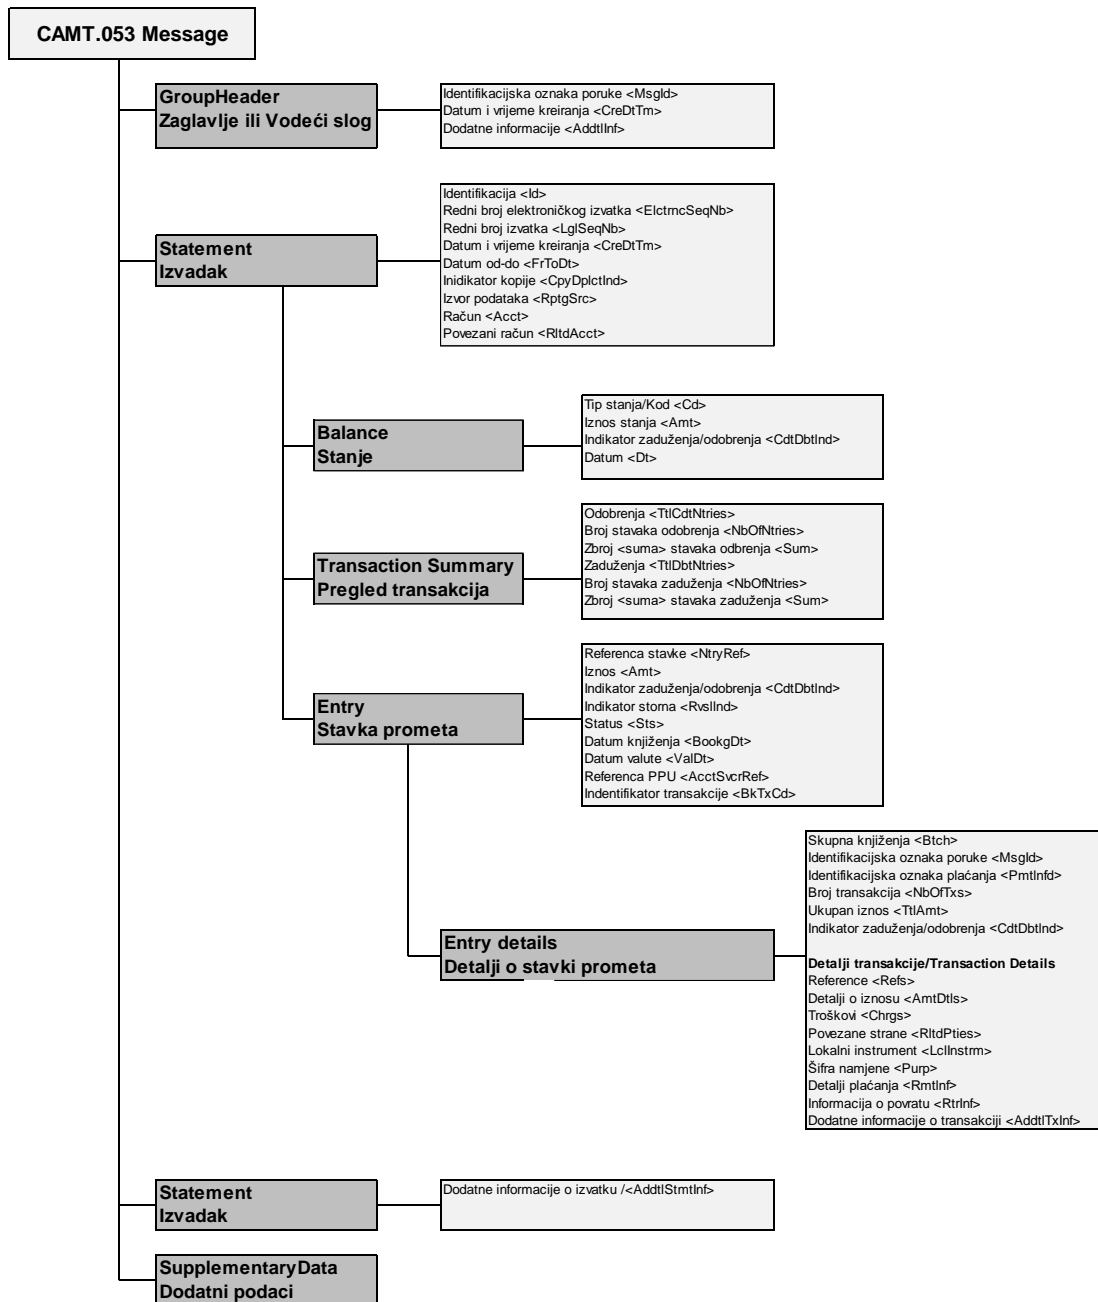 CAMT.053 Message
GroupHeader
Zaglavlje ili Vodeći slog
Identifikacijska oznaka poruke <MsgId>
Datum i vrijeme kreiranja <CreDtTm>
Dodatne informacije <AddtlInf>
Statement
Izvadak
Identifikacija <Id>
Redni broj elektroničkog izvatka <ElctrncSeqNb>
Redni broj izvatka <LglSeqNb>
Datum i vrijeme kreiranja <CreDtTm>
Datum od-do <FrToDt>
Inidikator kopije <CpyDplctInd>
Izvor podataka <RptgSrc>
Račun <Acct>
Povezani račun <RltdAcct>
Balance
Stanje
Tip stanja/Kod <Cd>
Iznos stanja <Amt>
Indikator zaduženja/odobrenja <CdtDbtInd>
Datum <Dt>
Transaction Summary
Pregled transakcija
Odobrenja <TtlCdtNtries>
Broj stavaka odobrenja <NbOfNtries>
Zbroj <suma> stavaka odbrenja <Sum>
Zaduženja <TtlDbtNtries>
Broj stavaka zaduženja <NbOfNtries>
Zbroj <suma> stavaka zaduženja <Sum>
Entry
Stavka prometa
Referenca stavke <NtryRef>
Iznos <Amt>
Indikator zaduženja/odobrenja <CdtDbtInd>
Indikator storna <RvslInd>
Status <Sts>
Datum knjiženja <BookgDt>
Datum valute <ValDt>
Referenca PPU <AcctSvcrRef>
Indentifikator transakcije <BkTxCd>
Entry details
Detalji o stavki prometa
Skupna knjiženja <Btch>
Identifikacijska oznaka poruke <MsgId>
Identifikacijska oznaka plaćanja <PmtInfd>
Broj transakcija <NbOfTxs>
Ukupan iznos <TtlAmt>
Indikator zaduženja/odobrenja <CdtDbtInd>
Detalji transakcije/Transaction Details
Reference <Refs>
Detalji o iznosu <AmtDtls>
Troškovi <Chrgs>
Povezane strane <RltdPties>
Lokalni instrument <LclInstrm>
Šifra namjene <Purp>
Detalji plaćanja <RmtInf>
Informacija o povratu <RtrInf>
Dodatne informacije o transakciji <AddtlTxInf>
Statement
Izvadak
Dodatne informacije o izvatku /<AddtlStmtInf>
SupplementaryData
Dodatni podaci